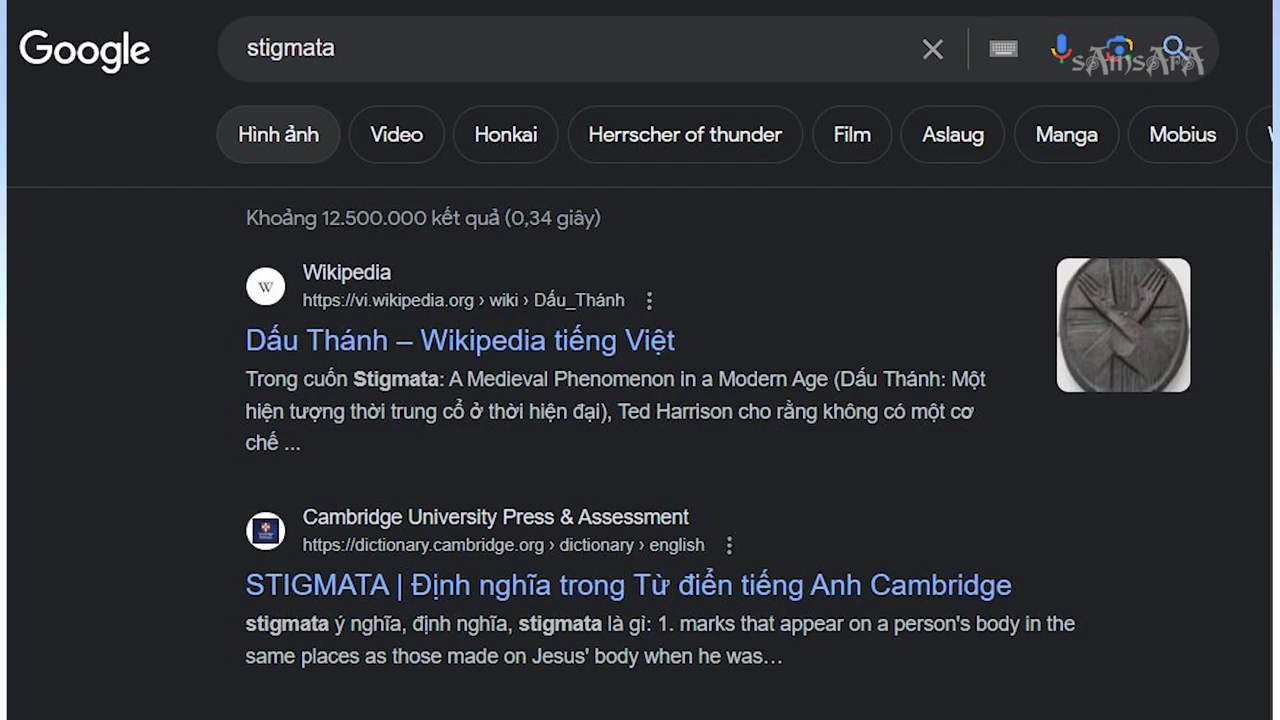 Google
stigmata
sAmsArA
Hình ảnh
Video
Honkai
Herrscher of thunder
Film
Aslaug
Manga
Mobius
Khoảng 12.500.000 kết quả (0,34 giây)
W
Wikipedia
https://vi.wikipedia.org › wiki › Dấu_Thánh
Dấu Thánh – Wikipedia tiếng Việt
Trong cuốn Stigmata: A Medieval Phenomenon in a Modern Age (Dấu Thánh: Một
hiện tượng thời trung cổ ở thời hiện đại), Ted Harrison cho rằng không có một cơ
chế ...
Cambridge University Press & Assessment
https://dictionary.cambridge.org › dictionary › english
STIGMATA | Định nghĩa trong Từ điển tiếng Anh Cambridge
stigmata ý nghĩa, định nghĩa, stigmata là gì: 1. marks that appear on a person's body in the
same places as those made on Jesus' body when he was…